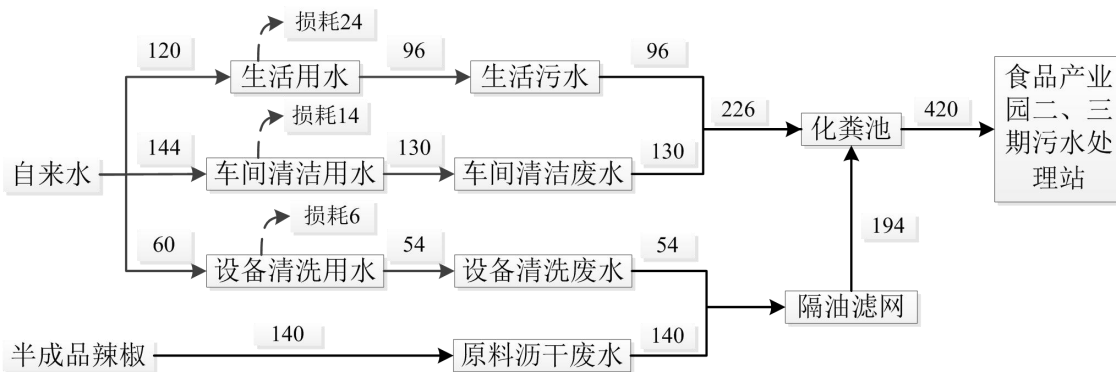 损耗24
120
生活用水
96
生活污水
96
损耗14
226
化粪池
420
食品产业
园二、三
期污水处
理站
自来水
144
车间清洁用水
130
车间清洁废水
130
损耗6
60
设备清洗用水
54
设备清洗废水
54
194
隔油滤网
半成品辣椒
140
原料沥干废水
140